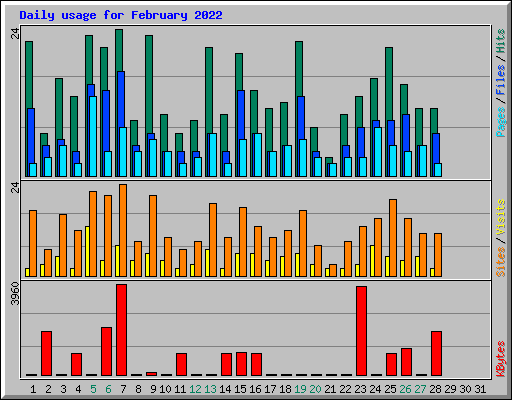 Daily usage for February 2022
24
Pages / Files / Hits
24
Sites / Visits
3960
KBytes
1 2 3 4 5 6 7 8 9 10 11 12 13 14 15 16 17 18 19 20 21 22 23 24 25 26 27 28 29 30 31